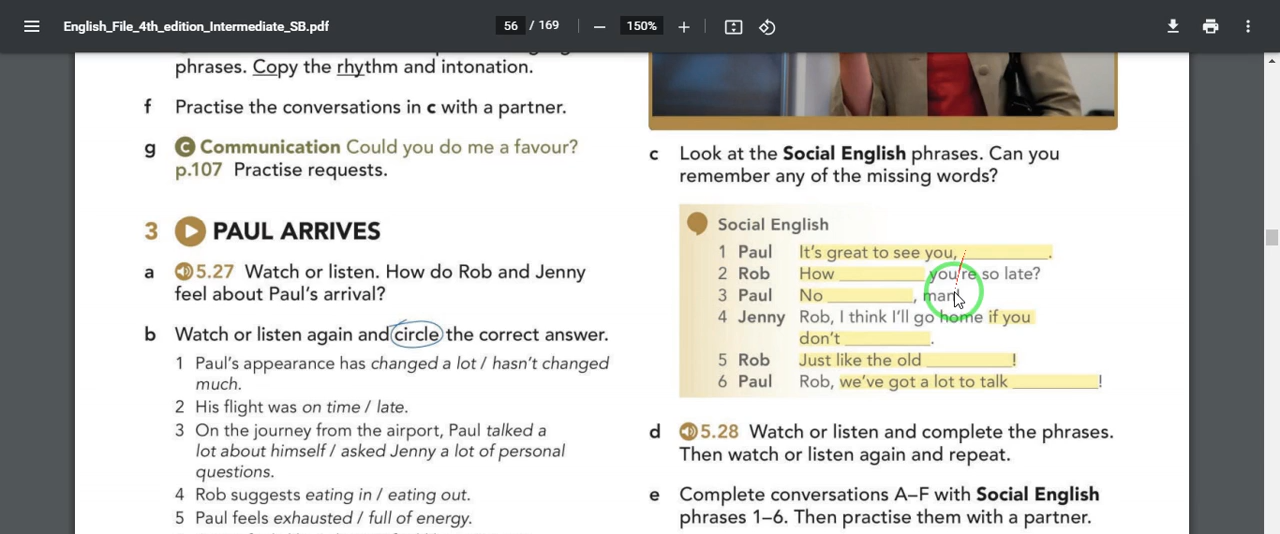 English_File_4th_edition_Intermediate_SB.pdf
56 / 169
150%
phrases. Copy the rhythm and intonation.
f Practise the conversations in c with a partner.
g C Communication Could you do me a favour?
p.107 Practise requests.
3 PAUL ARRIVES
a 5.27 Watch or listen. How do Rob and Jenny
feel about Paul's arrival?
b Watch or listen again and circle the correct answer.
1 Paul's appearance has changed a lot / hasn't changed
much.
2 His flight was on time / late.
3 On the journey from the airport, Paul talked a
lot about himself / asked Jenny a lot of personal
questions.
4 Rob suggests eating in / eating out.
5 Paul feels exhausted / full of energy.
c Look at the Social English phrases. Can you
remember any of the missing words?
Social English
1 Paul It's great to see you, ________.
2 Rob How ________ you're so late?
3 Paul No ________, man!
4 Jenny Rob, I think I'll go home if you
don't ________.
5 Rob Just like the old ________!
6 Paul Rob, we've got a lot to talk ________!
d 5.28 Watch or listen and complete the phrases.
Then watch or listen again and repeat.
e Complete conversations A–F with Social English
phrases 1–6. Then practise them with a partner.